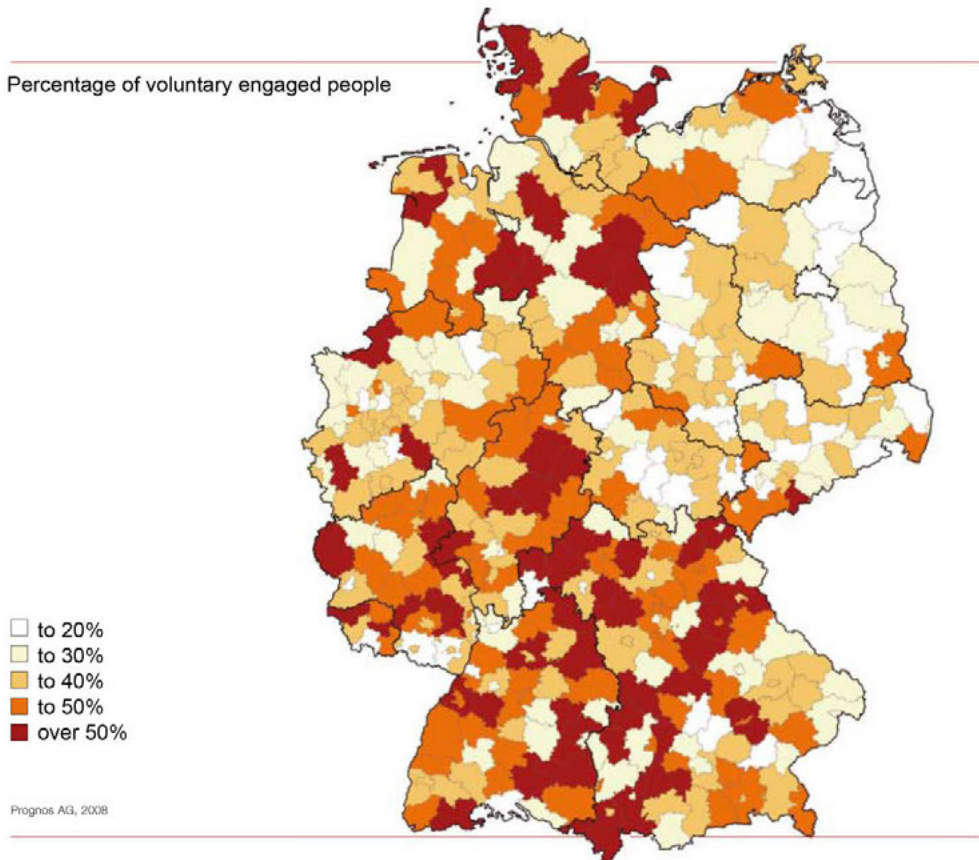 Percentage of voluntary engaged people
to 20%
to 30%
to 40%
to 50%
over 50%
Prognos AG, 2008